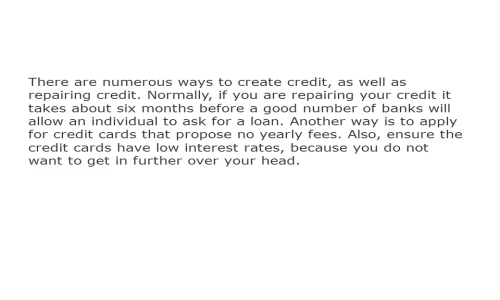 There are numerous ways to create credit, as well as
repairing credit. Normally, if you are repairing your credit it
takes about six months before a good number of banks will
allow an individual to ask for a loan. Another way is to apply
for credit cards that propose no yearly fees. Also, ensure the
credit cards have low interest rates, because you do not
want to get in further over your head.